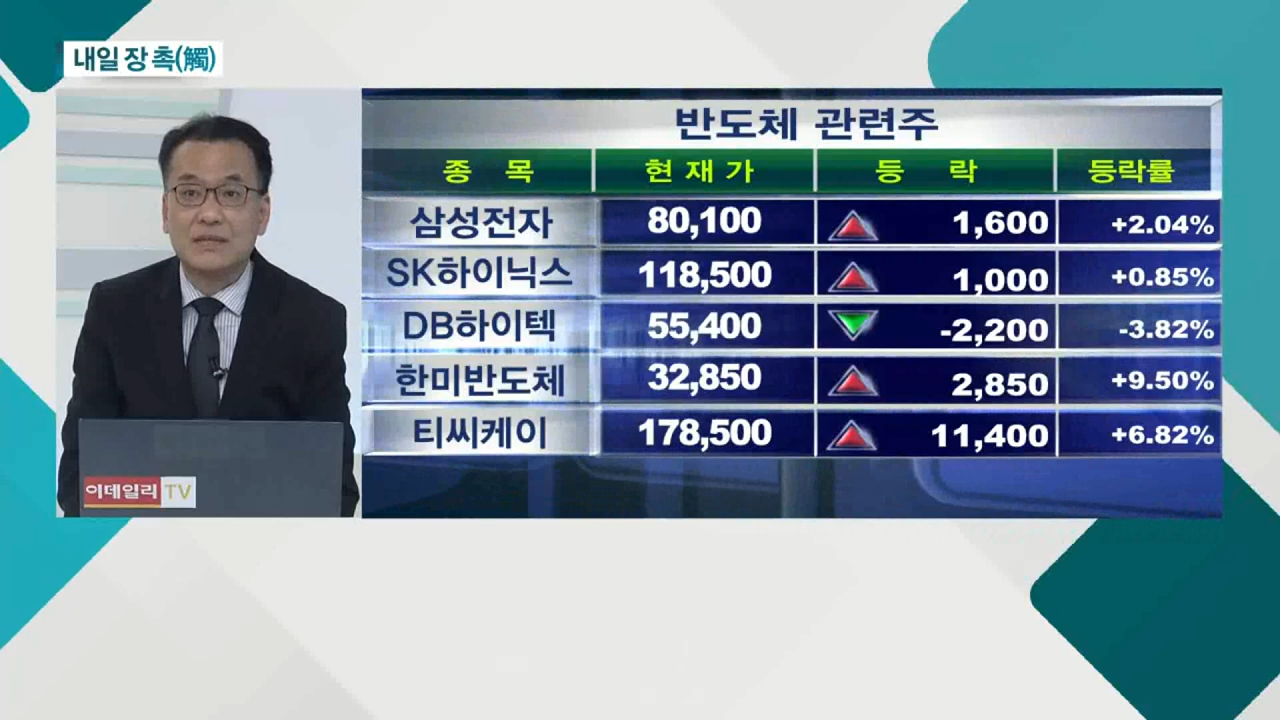 내일 장 촉(觸)
반도체 관련주
종 목 현 재 가 등 락 등락률
삼성전자 80,100 1,600 +2.04%
SK하이닉스 118,500 1,000 +0.85%
DB하이텍 55,400 -2,200 -3.82%
한미반도체 32,850 2,850 +9.50%
티씨케이 178,500 11,400 +6.82%
이데일리 TV